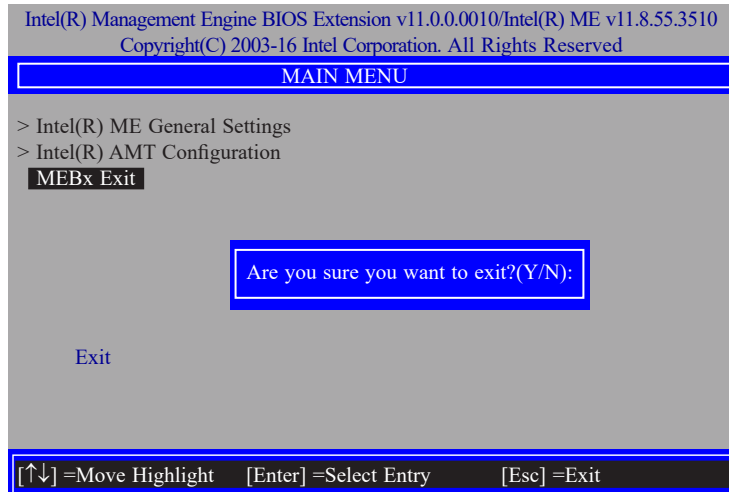 Intel(R) Management Engine BIOS Extension v11.0.0.0010/Intel(R) ME v11.8.55.3510
Copyright(C) 2003-16 Intel Corporation. All Rights Reserved
MAIN MENU
> Intel(R) ME General Settings
> Intel(R) AMT Configuration
MEBx Exit
Are you sure you want to exit?(Y/N):
Exit
[↑↓] =Move Highlight [Enter] =Select Entry [Esc] =Exit